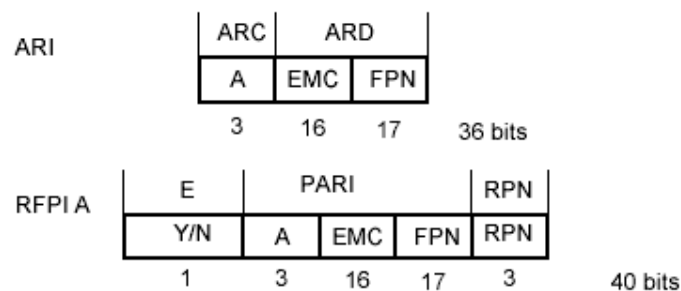 ARC ARD
ARI
A EMC FPN
3 16 17 36 bits
E PARI RPN
RFPI A
Y/N A EMC FPN RPN
1 3 16 17 3 40 bits